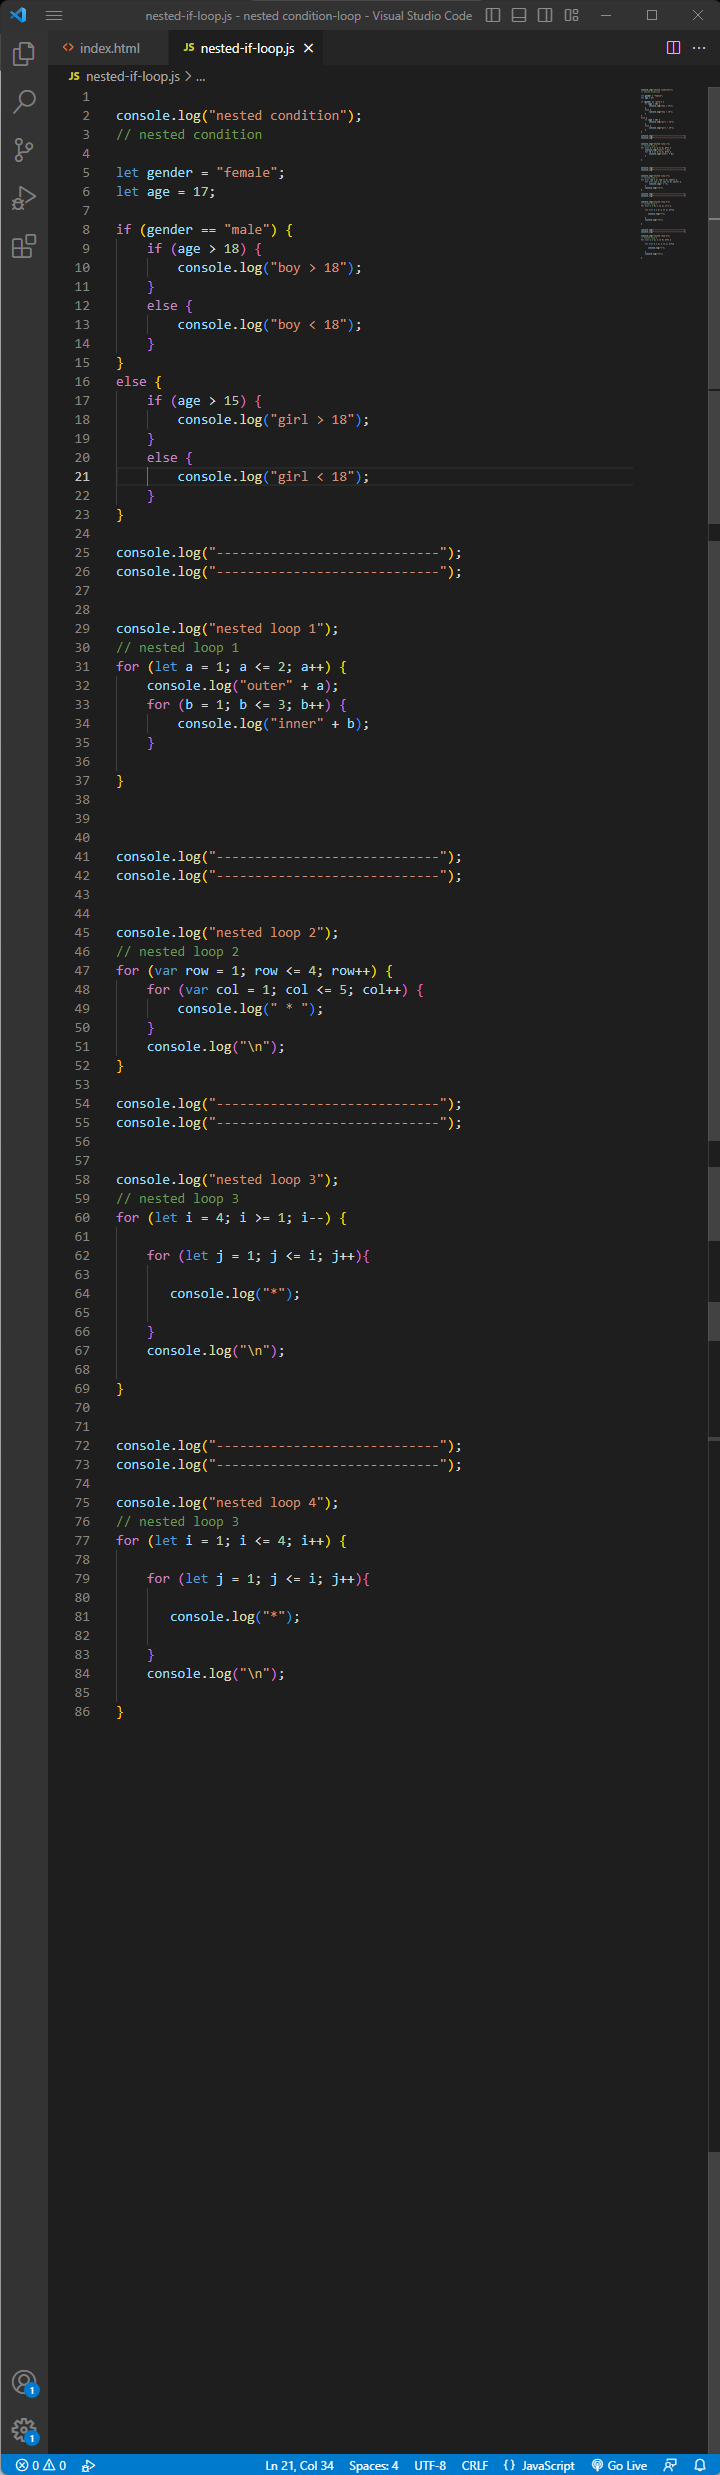 nested-if-loop.js - nested condition-loop - Visual Studio Code
index.html
JS nested-if-loop.js
JS nested-if-loop.js > ...
1
2 console.log("nested condition");
3 // nested condition
4
5 let gender = "female";
6 let age = 17;
7
8 if (gender == "male") {
9     if (age > 18) {
10         console.log("boy > 18");
11     }
12     else {
13         console.log("boy < 18");
14     }
15 }
16 else {
17     if (age > 15) {
18         console.log("girl > 18");
19     }
20     else {
21         console.log("girl < 18");
22     }
23 }
24
25 console.log("-----------------------------");
26 console.log("-----------------------------");
27
28
29 console.log("nested loop 1");
30 // nested loop 1
31 for (let a = 1; a <= 2; a++) {
32     console.log("outer" + a);
33     for (b = 1; b <= 3; b++) {
34         console.log("inner" + b);
35     }
36
37 }
38
39
40
41 console.log("-----------------------------");
42 console.log("-----------------------------");
43
44
45 console.log("nested loop 2");
46 // nested loop 2
47 for (var row = 1; row <= 4; row++) {
48     for (var col = 1; col <= 5; col++) {
49         console.log(" * ");
50     }
51     console.log("\n");
52 }
53
54 console.log("-----------------------------");
55 console.log("-----------------------------");
56
57
58 console.log("nested loop 3");
59 // nested loop 3
60 for (let i = 4; i >= 1; i--) {
61
62     for (let j = 1; j <= i; j++){
63
64        console.log("*");
65
66     }
67     console.log("\n");
68
69 }
70
71
72 console.log("-----------------------------");
73 console.log("-----------------------------");
74
75 console.log("nested loop 4");
76 // nested loop 3
77 for (let i = 1; i <= 4; i++) {
78
79     for (let j = 1; j <= i; j++){
80
81        console.log("*");
82
83     }
84     console.log("\n");
85
86 }
1
1
0 0 Ln 21, Col 34 Spaces: 4 UTF-8 CRLF {} JavaScript Go Live